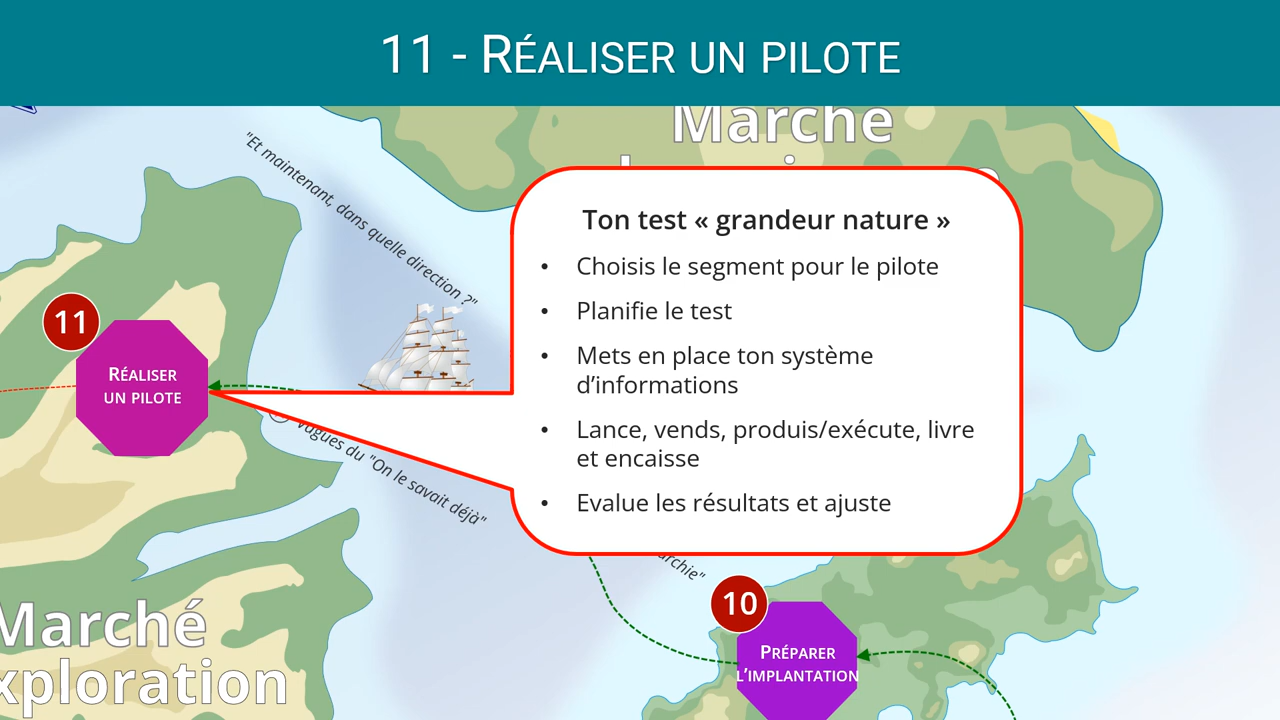 11 - RÉALISER UN PILOTE
Marché
"Et maintenant, dans quelle direction ?"
Ton test « grandeur nature »
• Choisis le segment pour le pilote
• Planifie le test
• Mets en place ton système
d’informations
• Lance, vends, produis/exécute, livre
et encaisse
• Evalue les résultats et ajuste
11
RÉALISER
UN PILOTE
Vagues du "On le savait déjà"
archie"
10
PRÉPARER
L’IMPLANTATION
Marché
xploration